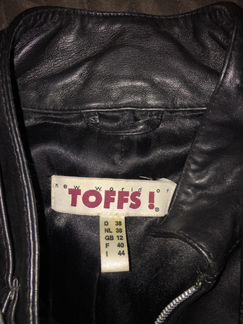 new world of
TOFFS!®
D 38
NL 38
GB 12
F 40
I 44